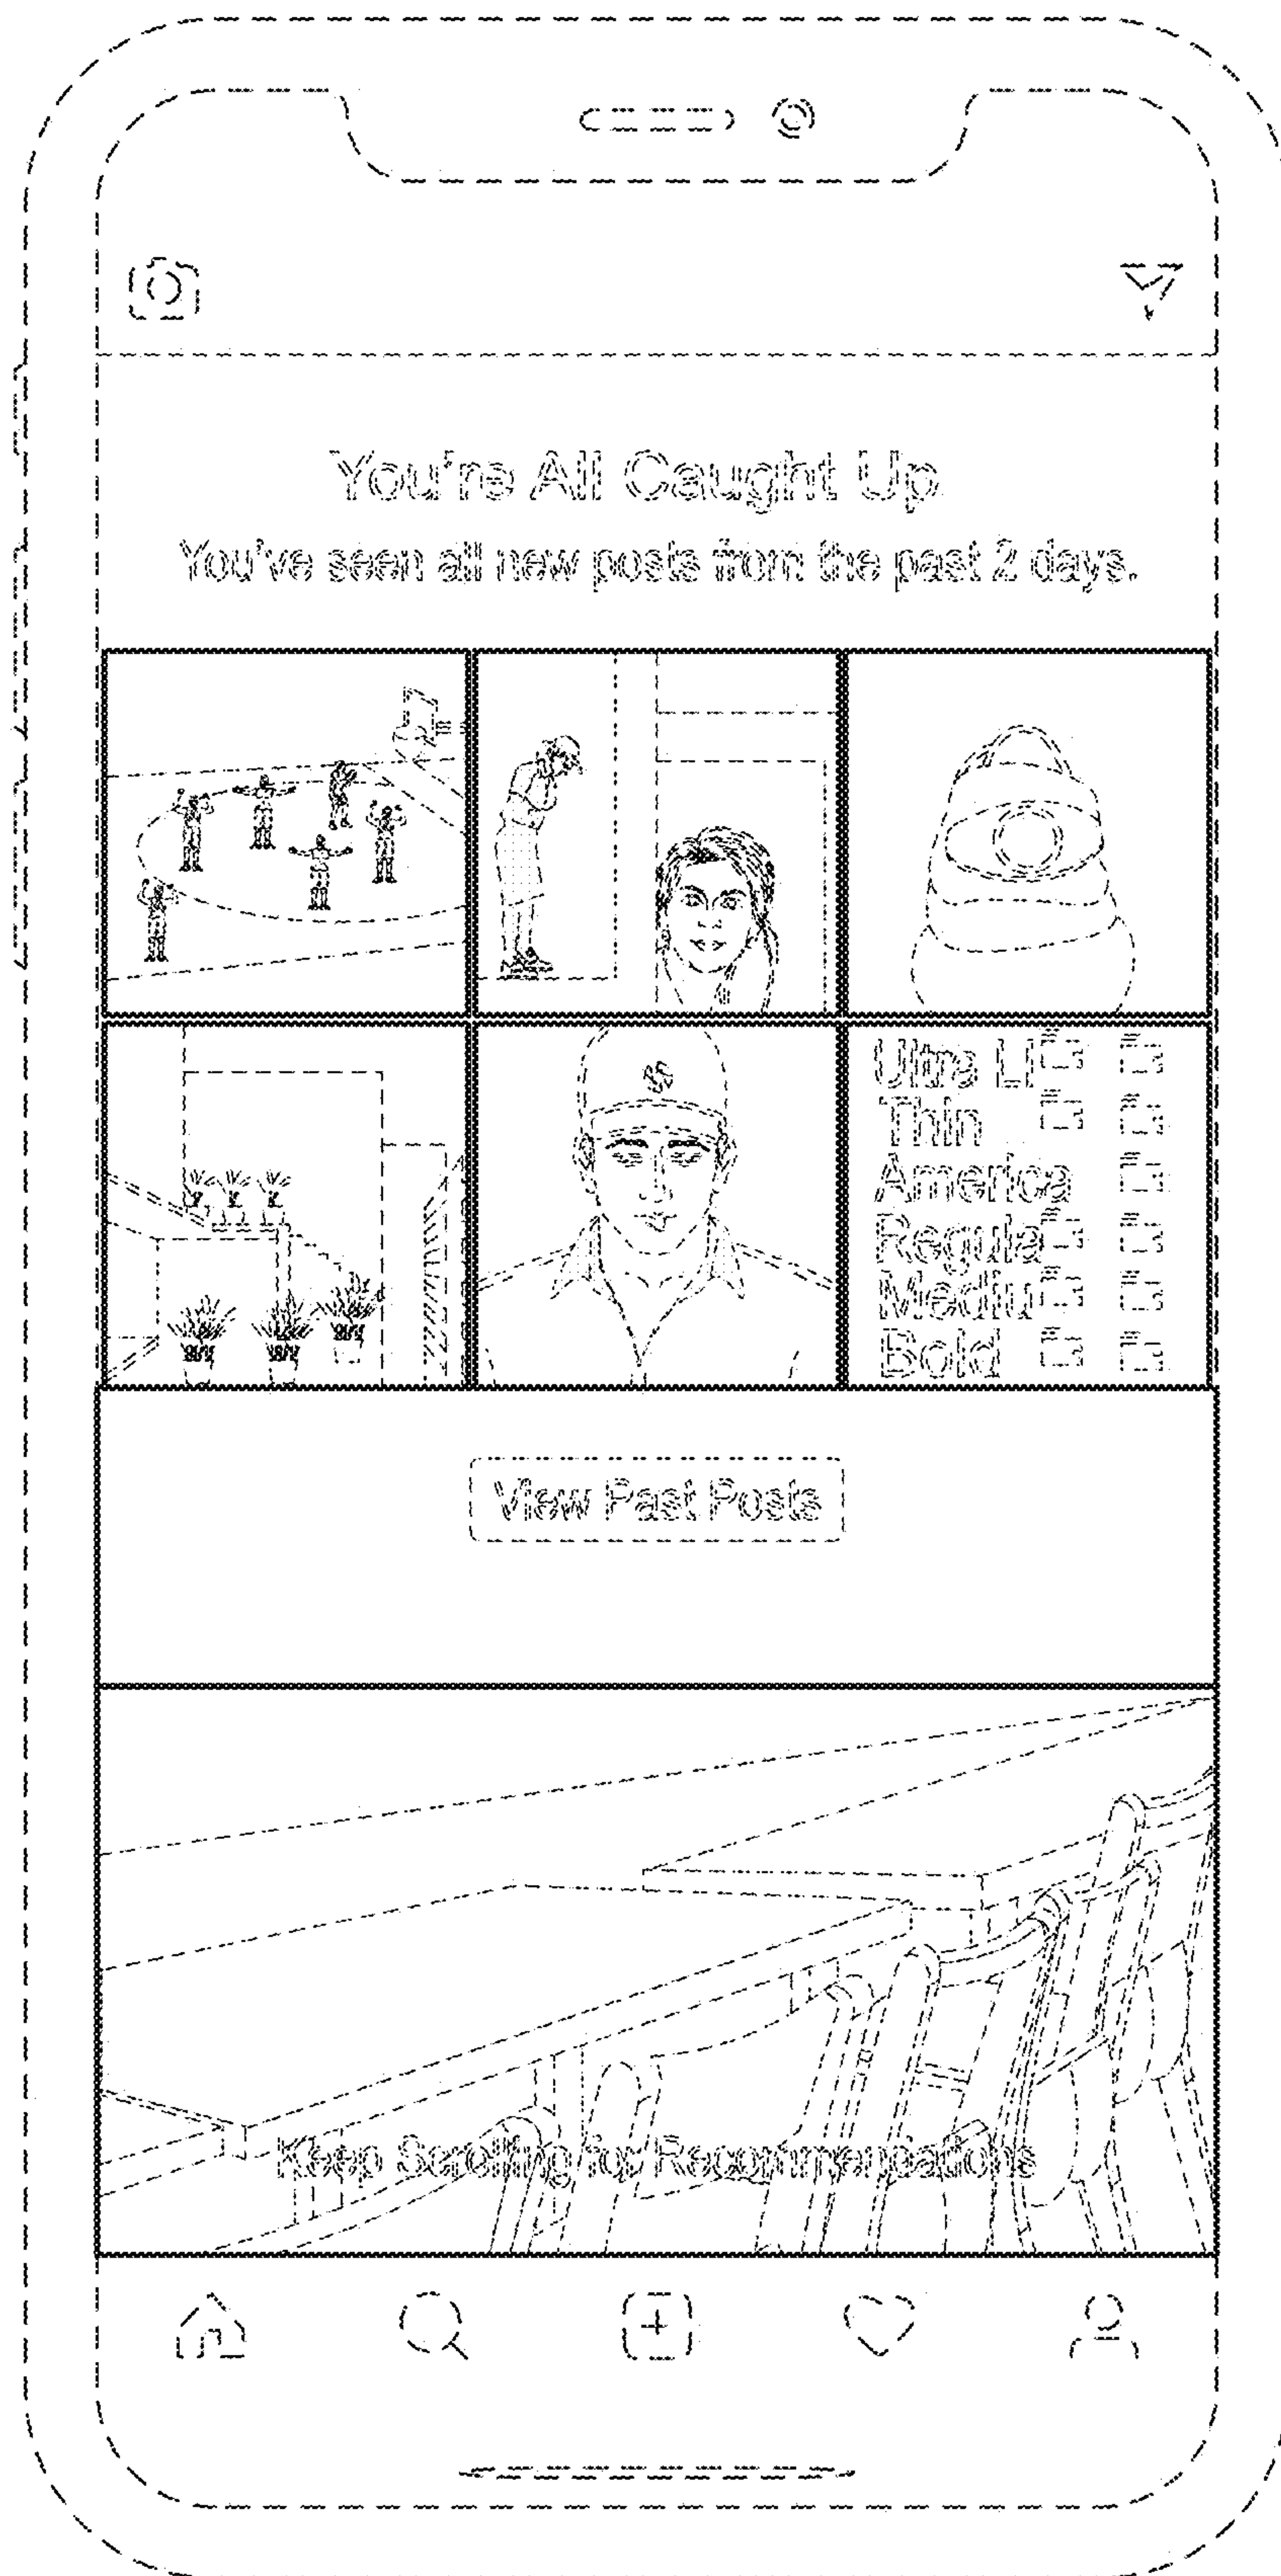 You're All Caught Up
You've seen all new posts from the past 2 days.
Ultra Li
Thin
America
Regula
Mediu
Bold
View Past Posts
Keep Scrolling for Recommendations